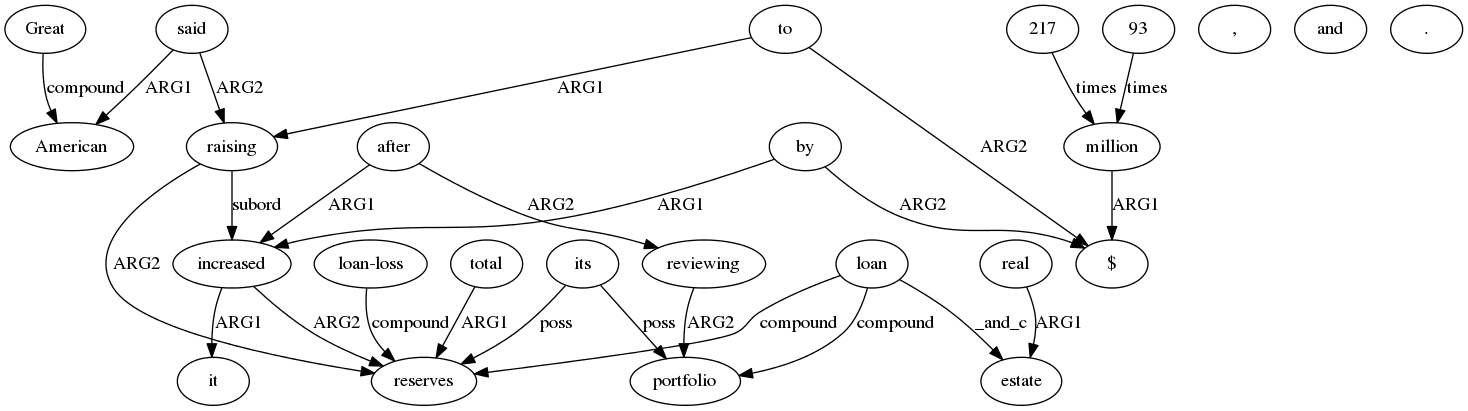 Great said to 217 93 , and .
compound ARG1 ARG2 ARG1 times times
American raising after by ARG2 million
subord ARG1 ARG2 ARG1 ARG2 ARG1
ARG2 increased loan-loss total its reviewing loan real $
ARG1 ARG2 compound ARG1 poss poss ARG2 compound compound _and_c ARG1
it reserves portfolio estate